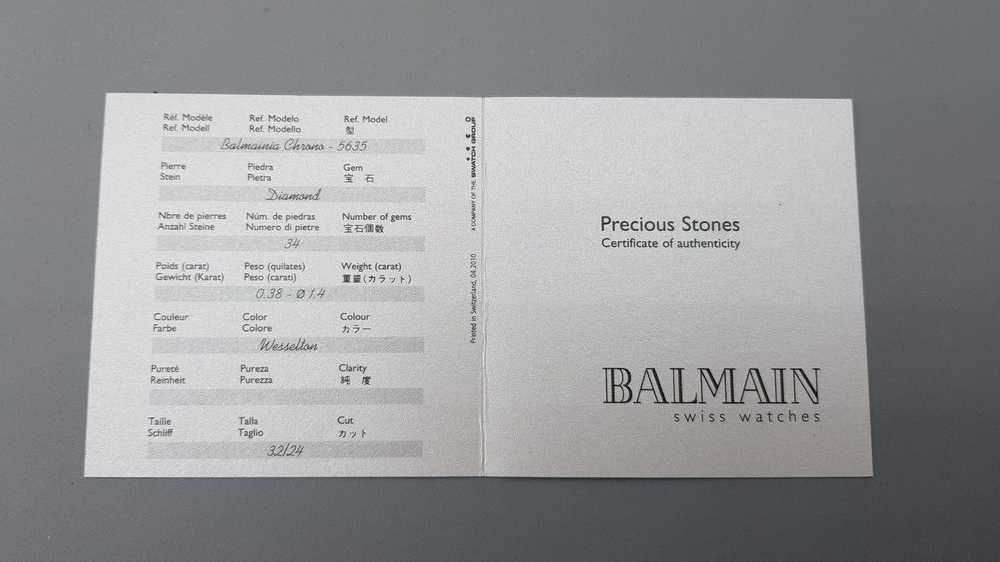 Réf. Modèle Ref. Modelo Ref. Model
Ref. Modell Ref. Modello 型
Balmainia Chrono - 5635
Pierre Piedra Gem
Stein Pietra 宝 石
Diamond
Nbre de pierres Núm. de piedras Number of gems
Anzahl Steine Numero di pietre 宝石個数
34
Poids (carat) Peso (quilates) Weight (carat)
Gewicht (Karat) Peso (carati) 重量(カラット)
0.38 - Ø 1,4
Couleur Color Colour
Farbe Colore カラー
Wesselton
Pureté Pureza Clarity
Reinheit Purezza 純 度
Taille Talla Cut
Schliff Taglio カット
32/24
A COMPANY OF THE SWATCH GROUP
Printed in Switzerland, 04.2010
Precious Stones
Certificate of authenticity
BALMAIN
swiss watches